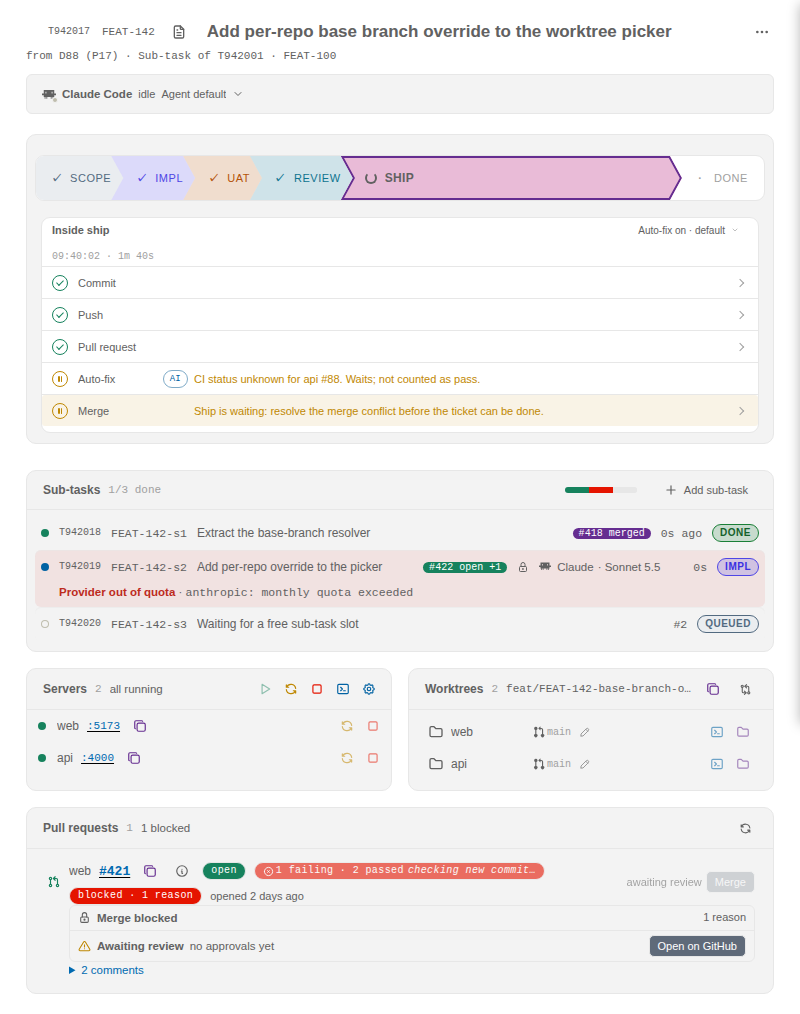 T942017 FEAT-142 Add per-repo base branch override to the worktree picker
from D88 (P17) · Sub-task of T942001 · FEAT-100
Claude Code idle Agent default
SCOPE IMPL UAT REVIEW SHIP DONE
Inside ship Auto-fix on · default
09:40:02 · 1m 40s
Commit
Push
Pull request
Auto-fix AI CI status unknown for api #88. Waits; not counted as pass.
Merge Ship is waiting: resolve the merge conflict before the ticket can be done.
Sub-tasks 1/3 done Add sub-task
T942018 FEAT-142-s1 Extract the base-branch resolver #418 merged 0s ago DONE
T942019 FEAT-142-s2 Add per-repo override to the picker #422 open +1 Claude · Sonnet 5.5 0s IMPL
Provider out of quota · anthropic: monthly quota exceeded
T942020 FEAT-142-s3 Waiting for a free sub-task slot #2 QUEUED
Servers 2 all running
web :5173
api :4000
Worktrees 2 feat/FEAT-142-base-branch-o…
web main
api main
Pull requests 1 1 blocked
web #421 open 1 failing · 2 passed checking new commit…
blocked · 1 reason opened 2 days ago
awaiting review Merge
Merge blocked 1 reason
Awaiting review no approvals yet Open on GitHub
2 comments